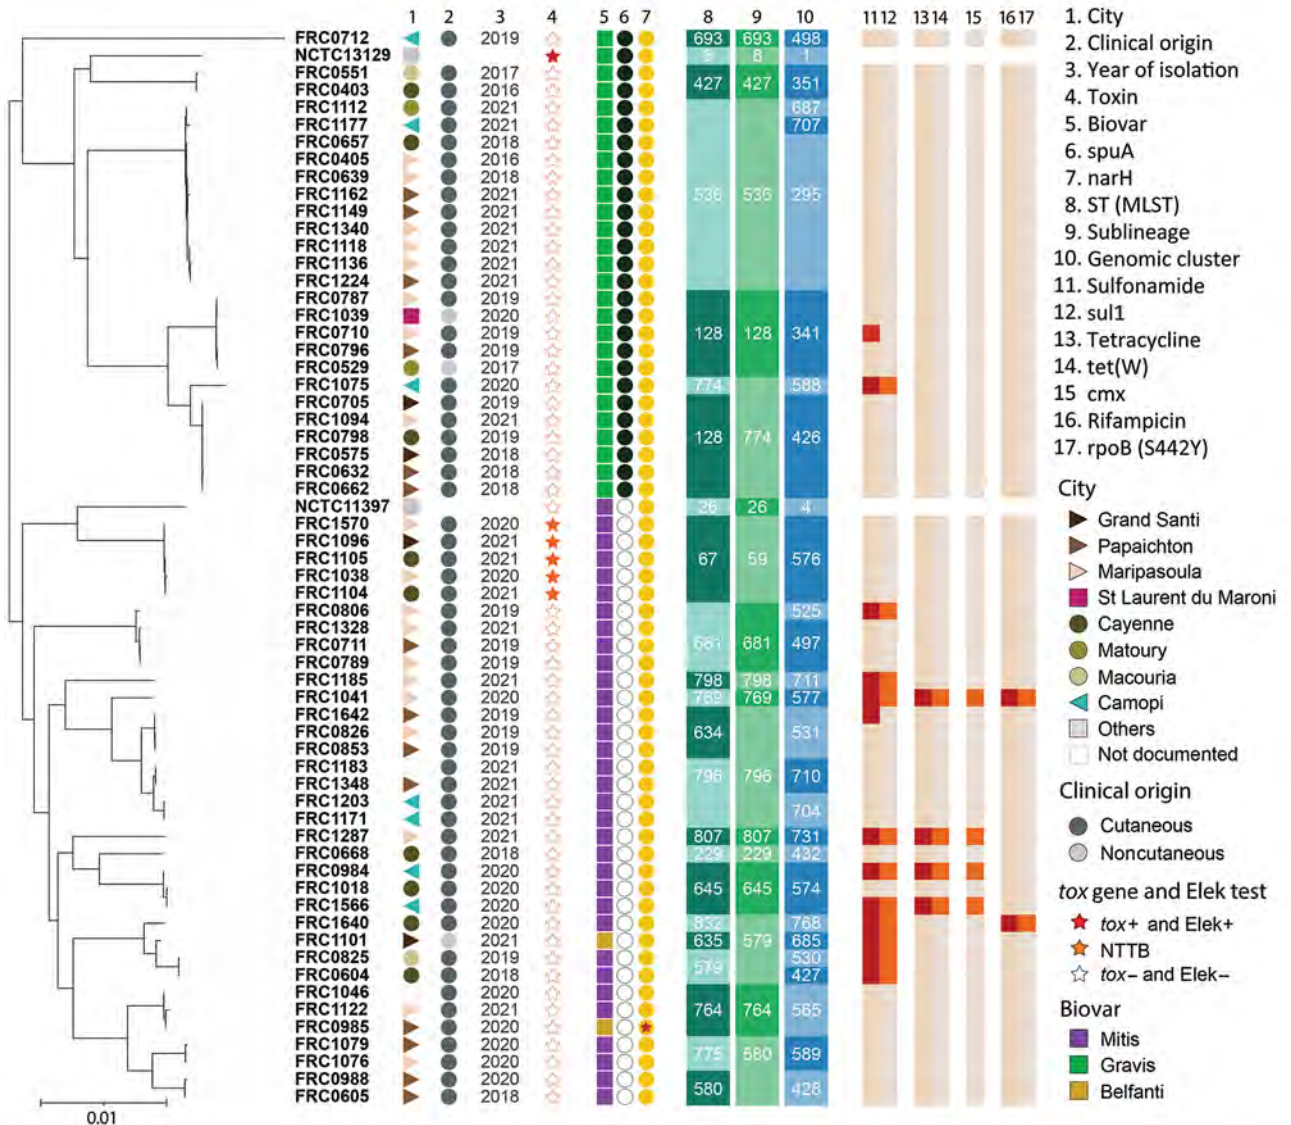 1 2 3 4 5 6 7 8 9 10 11 12 13 14 15 16 17
FRC0712 2019 693 693 498
NCTC13129 8 1
FRC0551 2017
FRC0403 2016 427 427 351
FRC1112 2021 687
FRC1177 2021 707
FRC0657 2018
FRC0405 2016
FRC0639 2018
FRC1162 2021 536 536 295
FRC1149 2021
FRC1340 2021
FRC1118 2021
FRC1136 2021
FRC1224 2021
FRC0787 2019
FRC1039 2020
FRC0710 2019 128 128 341
FRC0796 2019
FRC0529 2017
FRC1075 2020 774 588
FRC0705 2019
FRC1094 2021
FRC0798 2019 128 774 426
FRC0575 2018
FRC0632 2018
FRC0662 2018
NCTC11397 26 26 4
FRC1570 2020
FRC1096 2021
FRC1105 2021 67 59 576
FRC1038 2020
FRC1104 2021
FRC0806 2019 525
FRC1328 2021
FRC0711 2019 681 681 497
FRC0789 2019
FRC1185 2021 798 798 711
FRC1041 2020 769 769 577
FRC1642 2019
FRC0826 2019 634 531
FRC0853 2019
FRC1183 2021
FRC1348 2021 796 796 710
FRC1203 2021
FRC1171 2021 704
FRC1287 2021 807 807 731
FRC0668 2018 229 229 432
FRC0984 2020
FRC1018 2020 645 645 574
FRC1566 2020
FRC1640 2020 832 768
FRC1101 2021 635 579 685
FRC0825 2019 579 530
FRC0604 2018 427
FRC1046 2020
FRC1122 2021 764 764 565
FRC0985 2020
FRC1079 2020
FRC1076 2020 775 580 589
FRC0988 2020
FRC0605 2018 580 428
0.01
1. City
2. Clinical origin
3. Year of isolation
4. Toxin
5. Biovar
6. spuA
7. narH
8. ST (MLST)
9. Sublineage
10. Genomic cluster
11. Sulfonamide
12. sul1
13. Tetracycline
14. tet(W)
15 cmx
16. Rifampicin
17. rpoB (S442Y)
City
Grand Santi
Papaichton
Maripasoula
St Laurent du Maroni
Cayenne
Matoury
Macouria
Camopi
Others
Not documented
Clinical origin
Cutaneous
Noncutaneous
tox gene and Elek test
tox+ and Elek+
NTTB
tox– and Elek–
Biovar
Mitis
Gravis
Belfanti